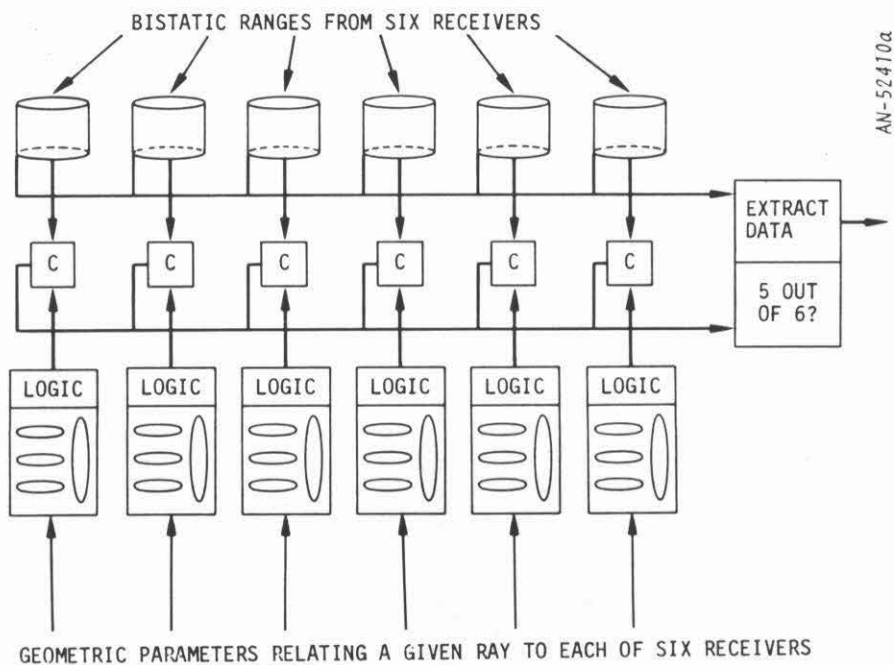 BISTATIC RANGES FROM SIX RECEIVERS
AN-52410a
EXTRACT
DATA
C C C C C C
5 OUT
OF 6?
LOGIC LOGIC LOGIC LOGIC LOGIC LOGIC
GEOMETRIC PARAMETERS RELATING A GIVEN RAY TO EACH OF SIX RECEIVERS